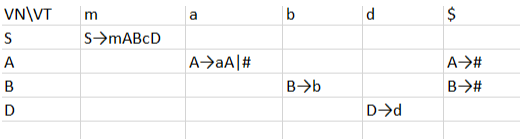 VN\VT m a b d $
S S→mABcD
A A→aA|# A→#
B B→b B→#
D D→d